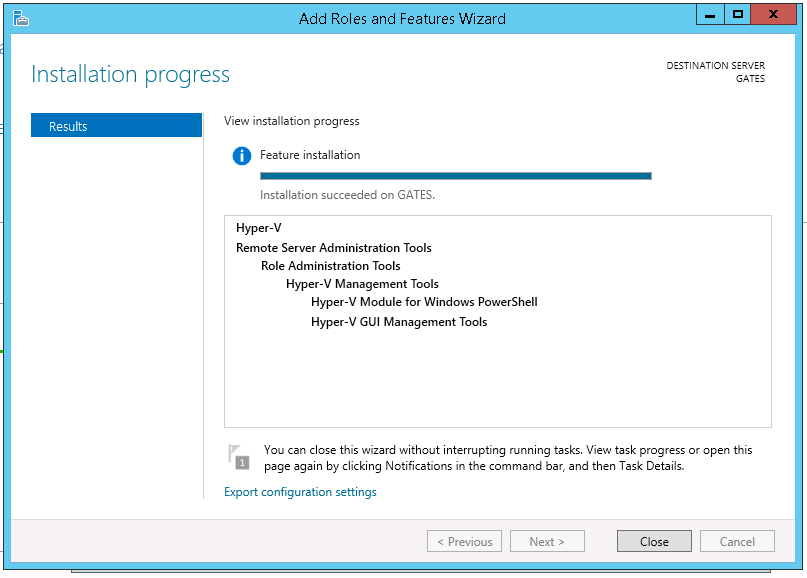 Add Roles and Features Wizard
Installation progress
DESTINATION SERVER
GATES
Results
View installation progress
Feature installation
Installation succeeded on GATES.
Hyper-V
Remote Server Administration Tools
Role Administration Tools
Hyper-V Management Tools
Hyper-V Module for Windows PowerShell
Hyper-V GUI Management Tools
1
You can close this wizard without interrupting running tasks. View task progress or open this
page again by clicking Notifications in the command bar, and then Task Details.
Export configuration settings
< Previous
Next >
Close
Cancel